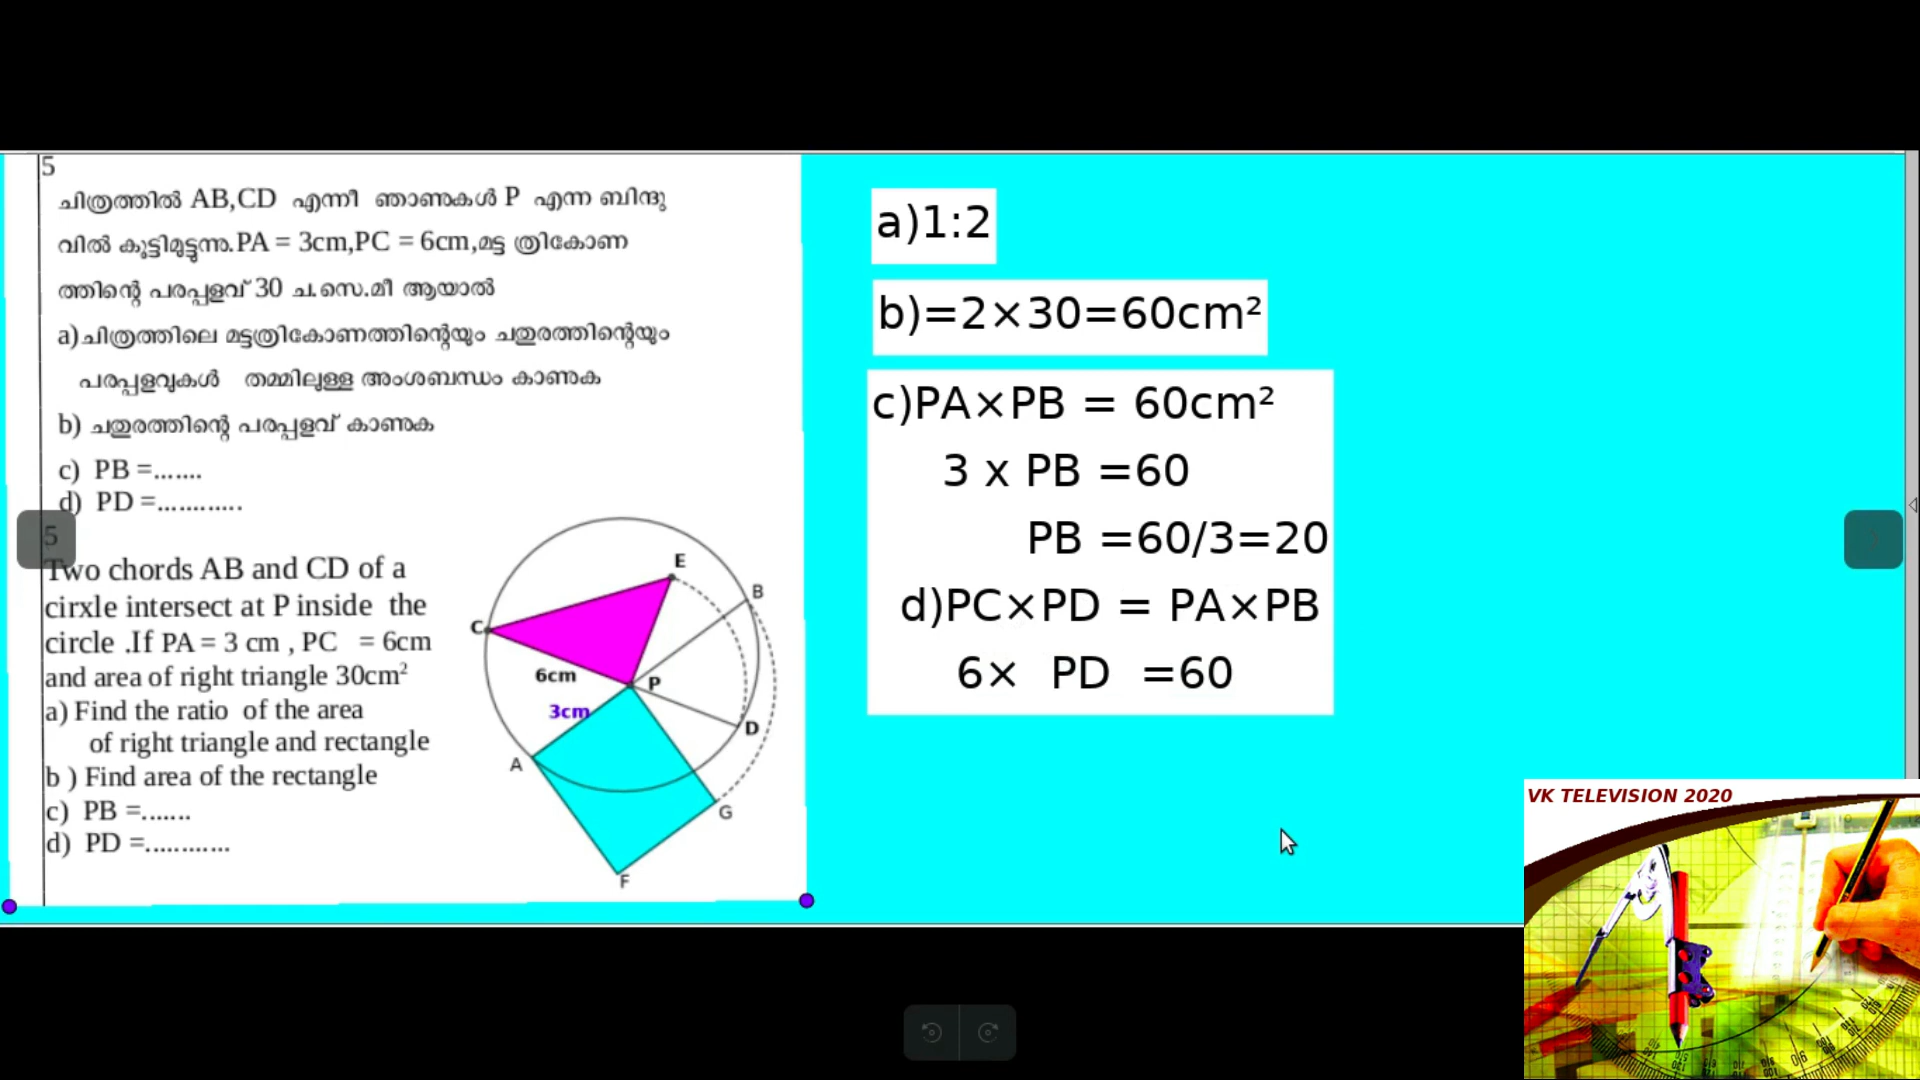 5
ചിത്രത്തിൽ AB,CD എന്നീ ഞാണുകൾ P എന്ന ബിന്ദു
വിൽ കൂട്ടിമുട്ടുന്നു.PA = 3cm,PC = 6cm,മട്ട ത്രികോണ
ത്തിന്റെ പരപ്പളവ് 30 ച.സെ.മീ ആയാൽ
a)ചിത്രത്തിലെ മട്ടത്രികോണത്തിന്റെയും ചതുരത്തിന്റെയും
പരപ്പളവുകൾ തമ്മിലുള്ള അംശബന്ധം കാണുക
b) ചതുരത്തിന്റെ പരപ്പളവ് കാണുക
c) PB =.......
d) PD =............
5
Two chords AB and CD of a
cirxle intersect at P inside the
circle .If PA = 3 cm , PC = 6cm
and area of right triangle 30cm²
a) Find the ratio of the area
of right triangle and rectangle
b ) Find area of the rectangle
c) PB =.......
d) PD =............
E
B
C
6cm
P
3cm
D
A
G
F
a)1:2
b)=2×30=60cm²
c)PA×PB = 60cm²
3 x PB =60
PB =60/3=20
d)PC×PD = PA×PB
6× PD =60
VK TELEVISION 2020